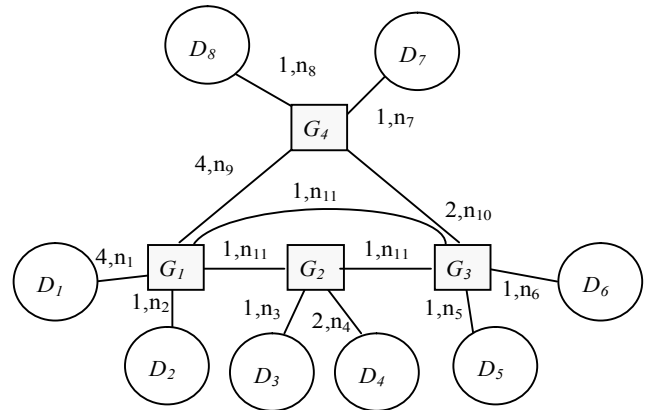 D₈
1,n₈
D₇
1,n₇
G₄
4,n₉
1,n₁₁
2,n₁₀
D₁
4,n₁
G₁
1,n₁₁
G₂
1,n₁₁
G₃
1,n₆
D₆
1,n₂
1,n₃
2,n₄
1,n₅
D₂
D₃
D₄
D₅